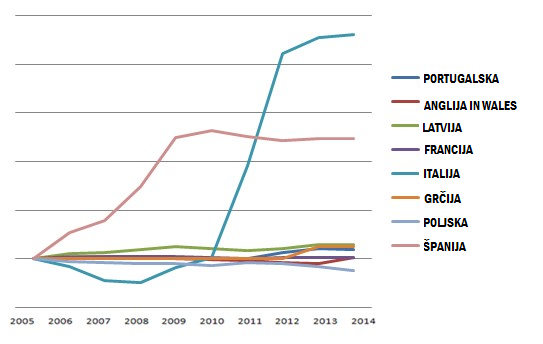 PORTUGALSKA
ANGLIJA IN WALES
LATVIJA
FRANCIJA
ITALIJA
GRČIJA
POLJSKA
ŠPANIJA
2005 2006 2007 2008 2009 2010 2011 2012 2013 2014